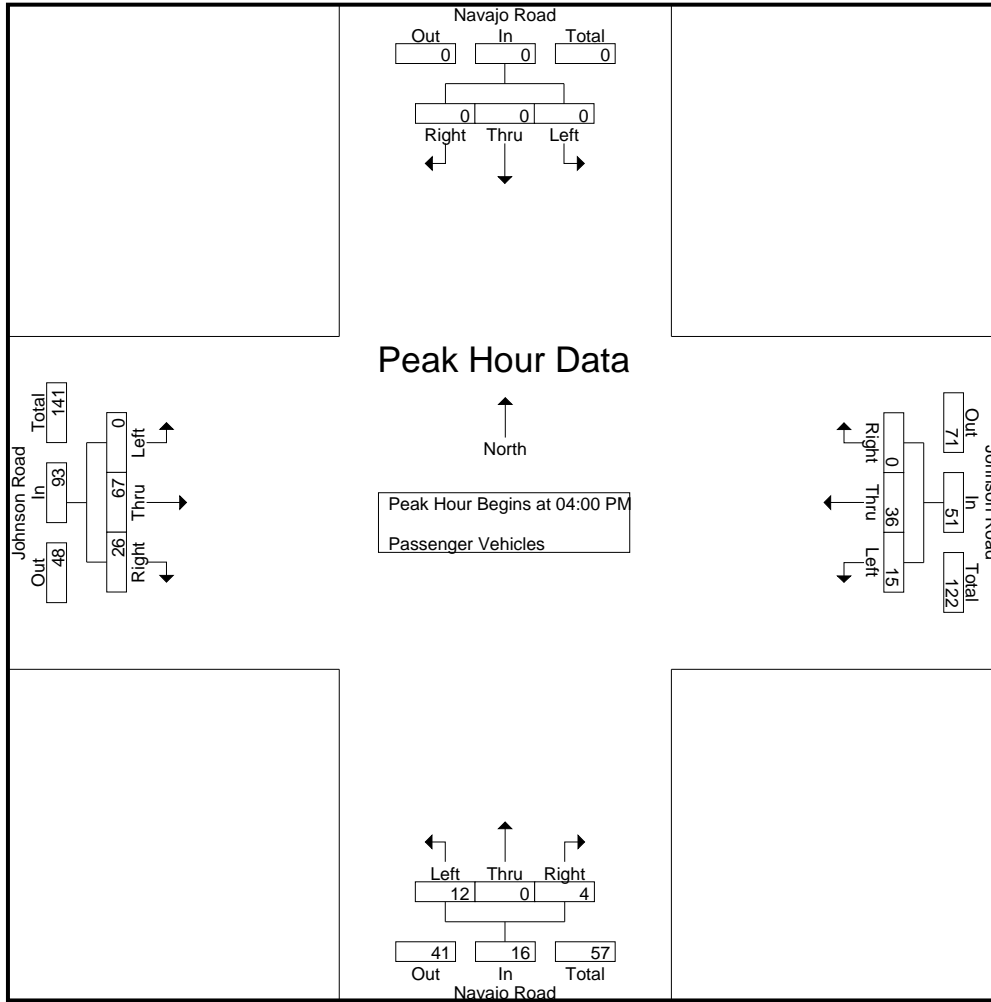 Navajo Road
Out In Total
0 0 0
0 0 0
Right Thru Left
Peak Hour Data
North
Peak Hour Begins at 04:00 PM
Passenger Vehicles
Johnson Road
Out In Total
48 93 141
26 67 0
Right Thru Left
Johnson Road
Out In Total
71 51 122
0 36 15
Right Thru Left
Left Thru Right
12 0 4
41 16 57
Out In Total
Navajo Road